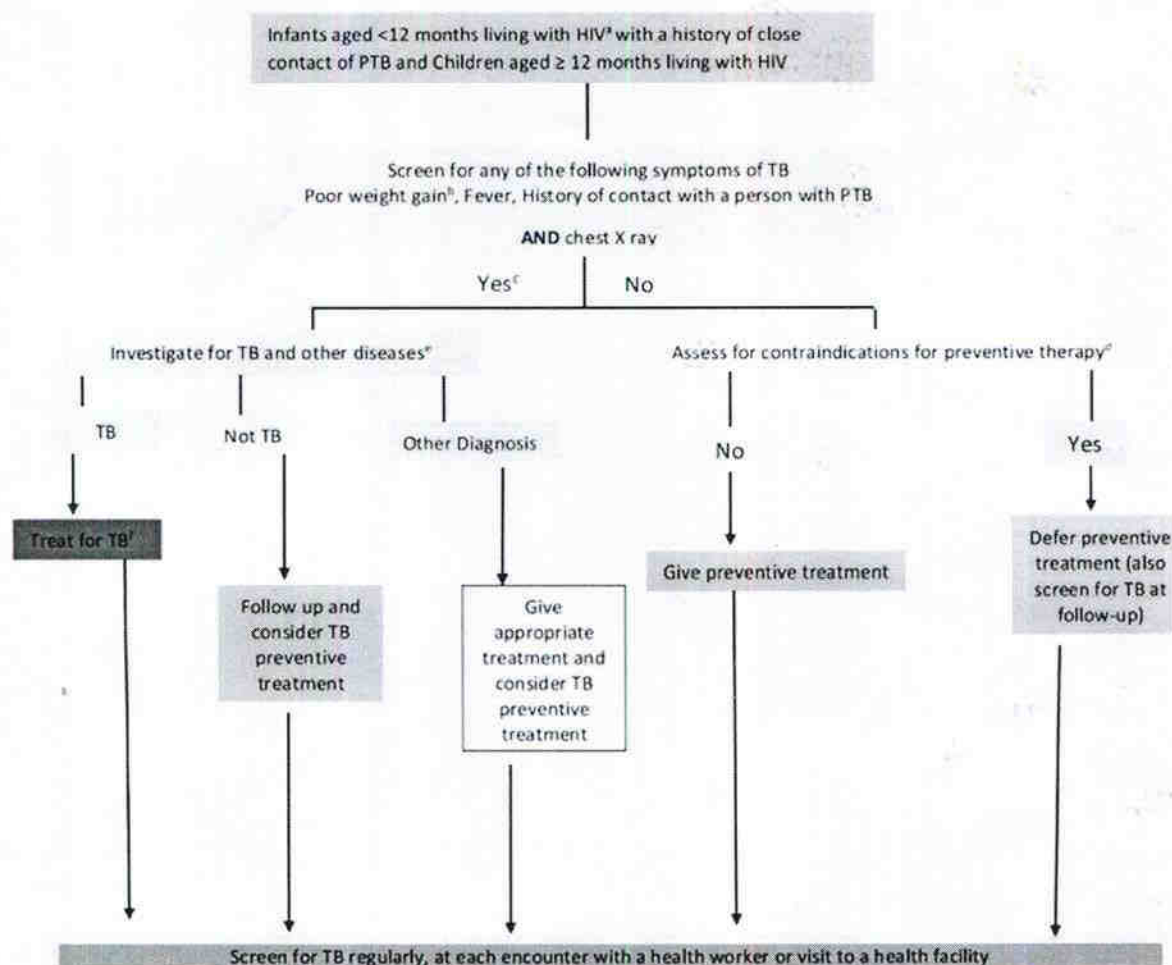 Infants aged <12 months living with HIVª with a history of close
contact of PTB and Children aged ≥ 12 months living with HIV
Screen for any of the following symptoms of TB
Poor weight gainᵇ, Fever, History of contact with a person with PTB
AND chest X ray
Yesᶜ
No
Investigate for TB and other diseasesᵉ
Assess for contraindications for preventive therapyᵈ
TB
Not TB
Other Diagnosis
No
Yes
Treat for TBᶠ
Follow up and
consider TB
preventive
treatment
Give
appropriate
treatment and
consider TB
preventive
treatment
Give preventive treatment
Defer preventive
treatment (also
screen for TB at
follow-up)
Screen for TB regularly, at each encounter with a health worker or visit to a health facility